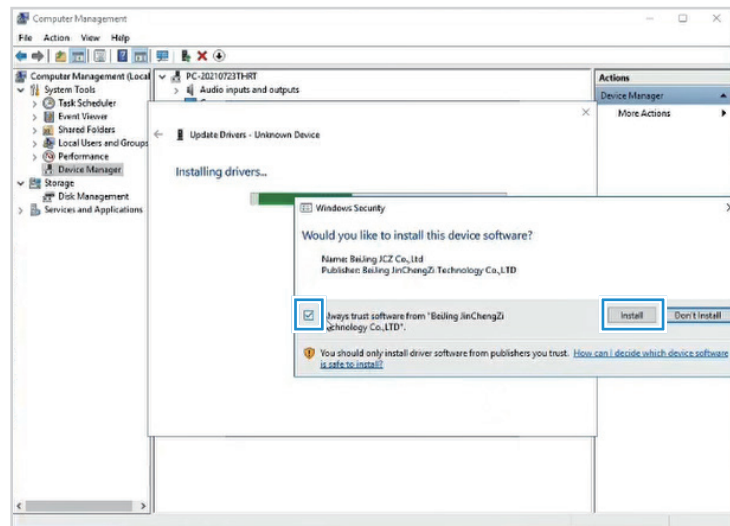 Computer Management
File Action View Help
Computer Management (Local
System Tools
Task Scheduler
Event Viewer
Shared Folders
Local Users and Groups
Performance
Device Manager
Storage
Disk Management
Services and Applications
PC-20210723THRT
Audio inputs and outputs
Actions
Device Manager
More Actions
Update Drivers - Unknown Device
Installing drivers...
Windows Security
Would you like to install this device software?
Name: BeiJing JCZ Co.,Ltd
Publisher: BeiJing JinChengZi Technology Co.,LTD
Always trust software from "BeiJing JinChengZi
Technology Co.,LTD".
Install
Don't Install
You should only install driver software from publishers you trust. How can I decide which device software
is safe to install?